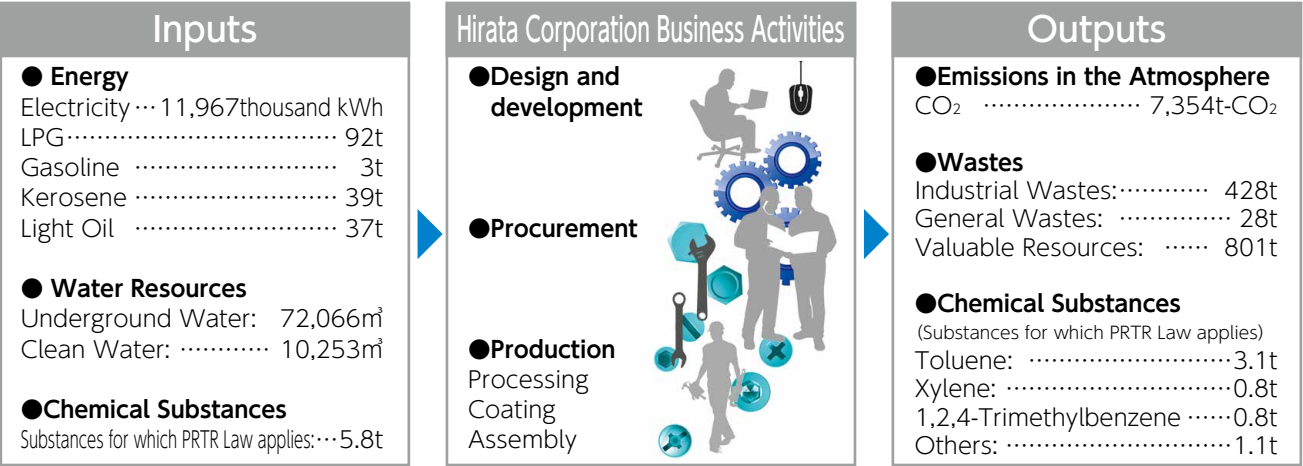 Inputs
● Energy
Electricity … 11,967thousand kWh
LPG ……………………………… 92t
Gasoline ……………………… 3t
Kerosene ……………………… 39t
Light Oil ……………………… 37t
● Water Resources
Underground Water: 72,066㎥
Clean Water: ………… 10,253㎥
●Chemical Substances
Substances for which PRTR Law applies:…5.8t
Hirata Corporation Business Activities
●Design and
development
●Procurement
●Production
Processing
Coating
Assembly
Outputs
●Emissions in the Atmosphere
CO₂ ………………… 7,354t-CO₂
●Wastes
Industrial Wastes:………… 428t
General Wastes: ………… 28t
Valuable Resources: …… 801t
●Chemical Substances
(Substances for which PRTR Law applies)
Toluene: ………………………3.1t
Xylene: …………………………0.8t
1,2,4-Trimethylbenzene ……0.8t
Others: …………………………1.1t